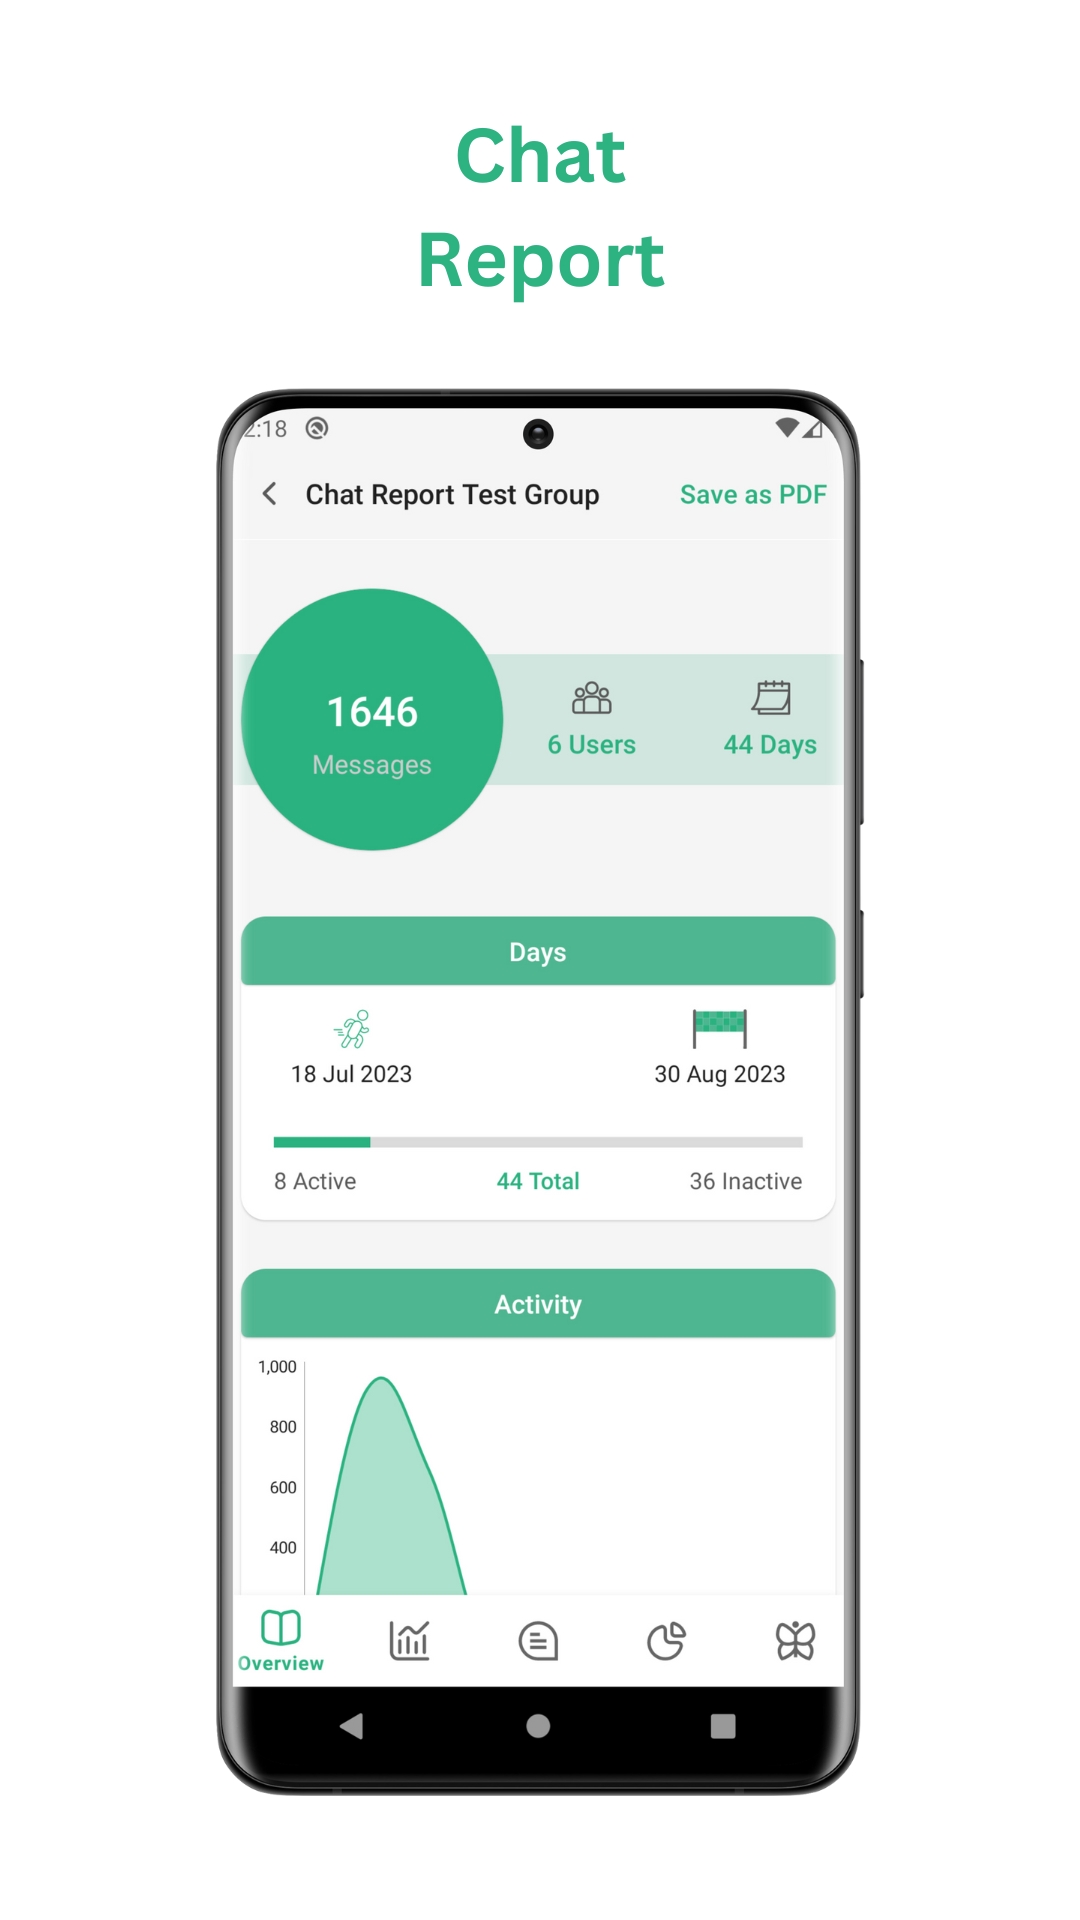 Chat
Report
2:18
Chat Report Test Group Save as PDF
1646
Messages
6 Users 44 Days
Days
18 Jul 2023 30 Aug 2023
8 Active 44 Total 36 Inactive
Activity
1,000
800
600
400
Overview